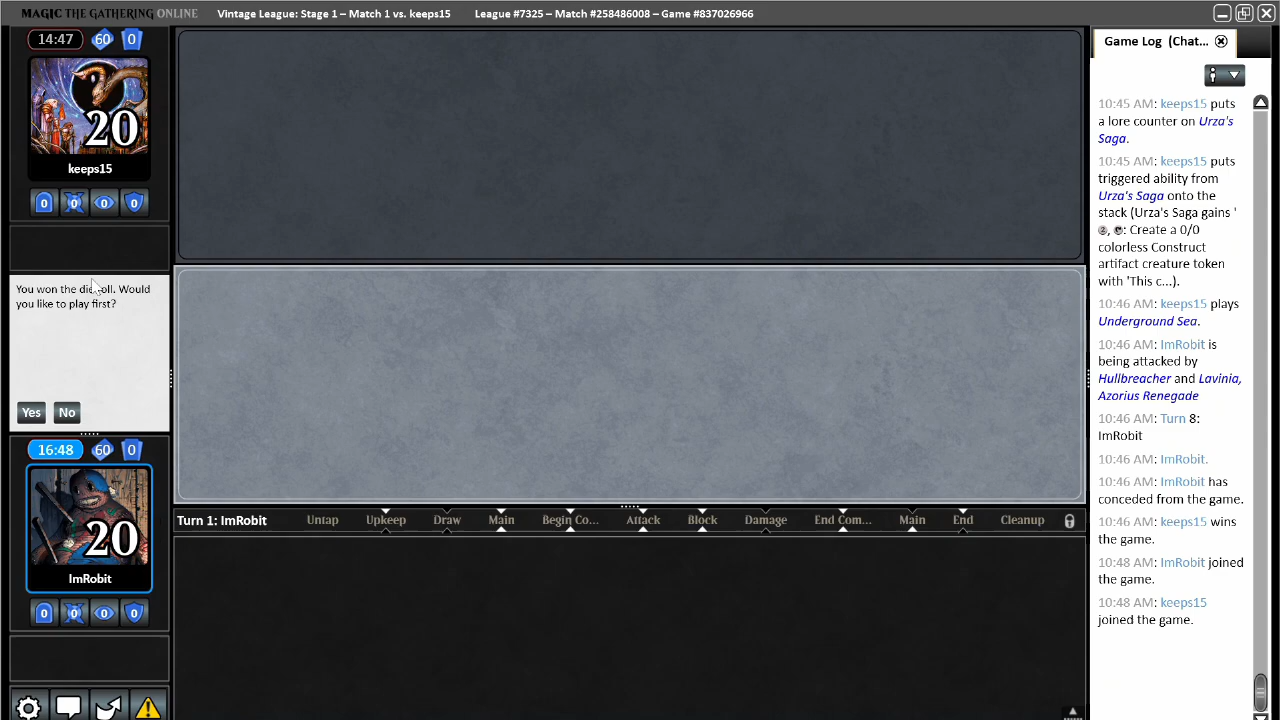 MAGIC THE GATHERING ONLINE
Vintage League: Stage 1 – Match 1 vs. keeps15
League #7325 – Match #258486008 – Game #837026966
14:47
60
0
20
keeps15
0
0
0
0
You won the die roll. Would
you like to play first?
Yes
No
16:48
60
0
20
ImRobit
0
0
0
0
Turn 1: ImRobit
Untap
Upkeep
Draw
Main
Begin Co...
Attack
Block
Damage
End Com...
Main
End
Cleanup
Game Log (Chat...
10:45 AM: keeps15 puts
a lore counter on Urza's
Saga.
10:45 AM: keeps15 puts
triggered ability from
Urza's Saga onto the
stack (Urza's Saga gains '
2, T: Create a 0/0
colorless Construct
artifact creature token
with 'This c...).
10:46 AM: keeps15 plays
Underground Sea.
10:46 AM: ImRobit is
being attacked by
Hullbreacher and Lavinia,
Azorius Renegade
10:46 AM: Turn 8:
ImRobit
10:46 AM: ImRobit.
10:46 AM: ImRobit has
conceded from the game.
10:46 AM: keeps15 wins
the game.
10:48 AM: ImRobit joined
the game.
10:48 AM: keeps15
joined the game.